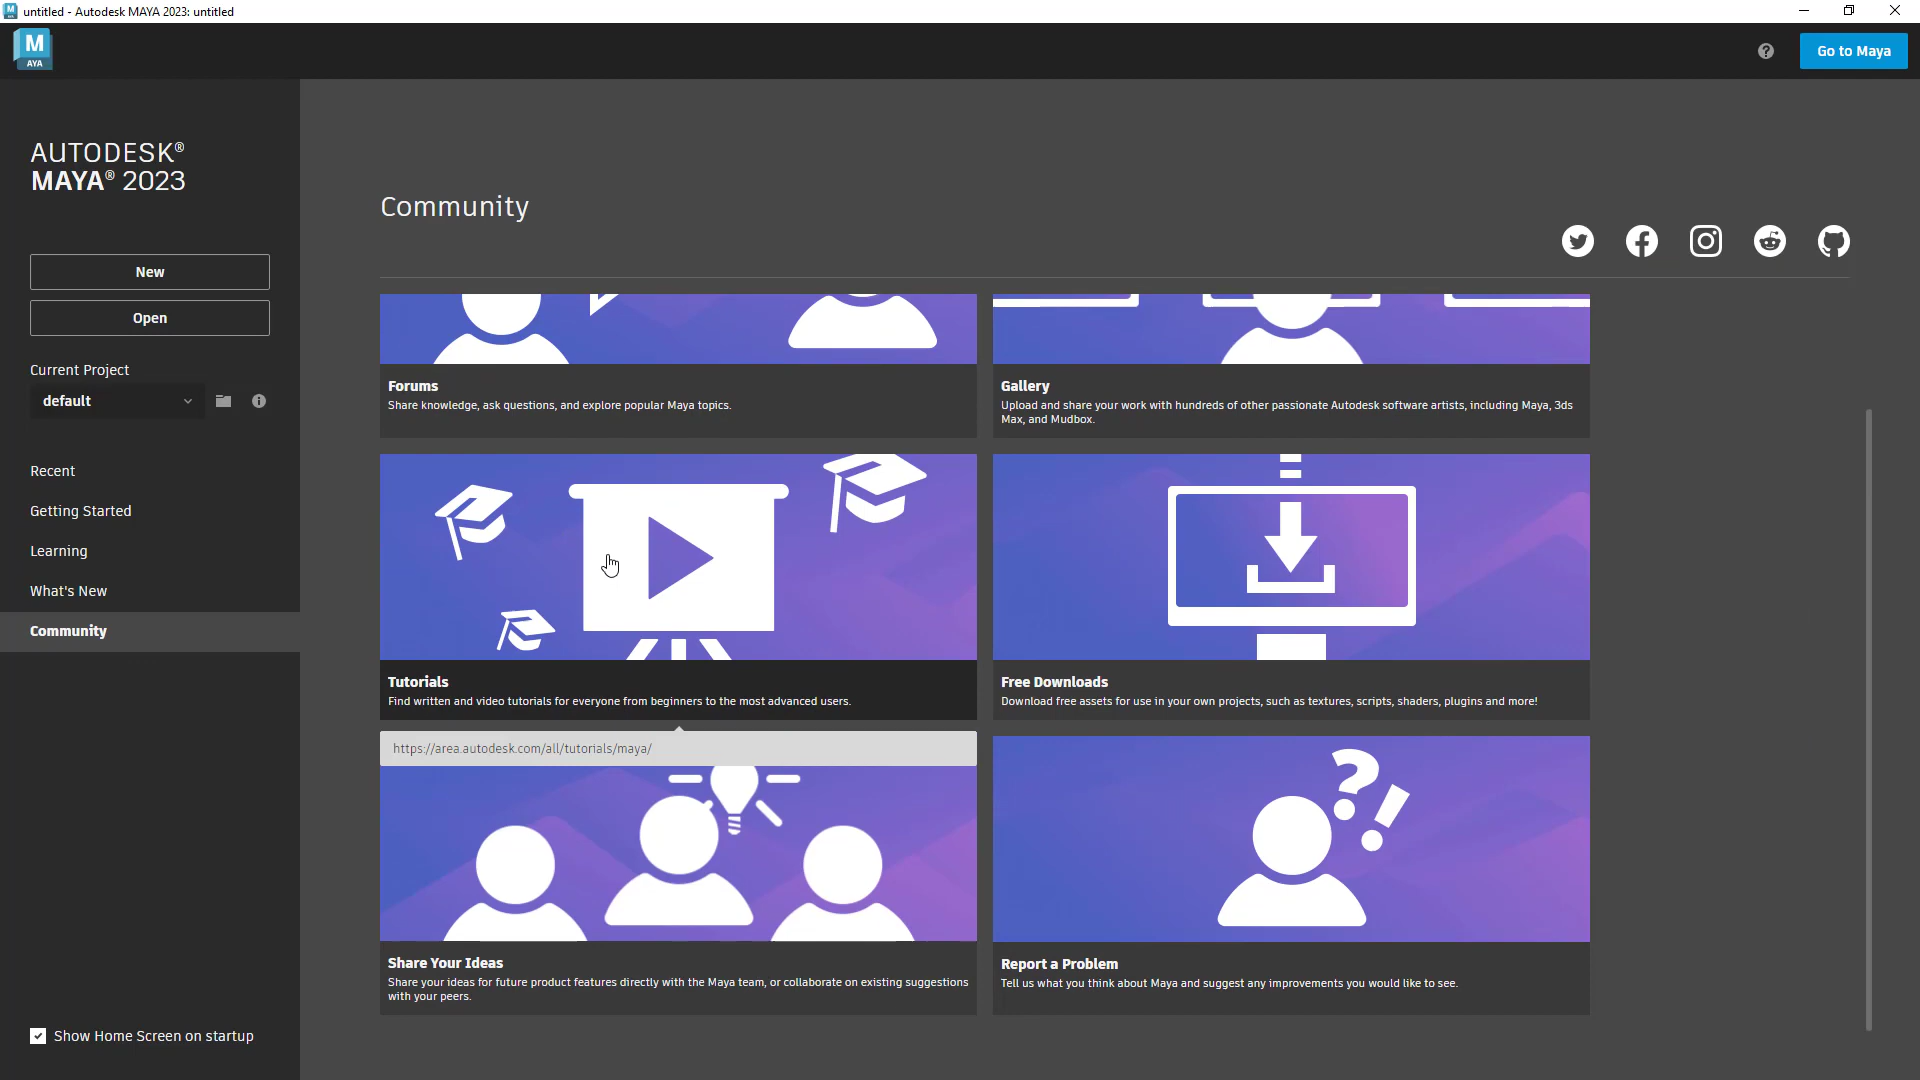 untitled - Autodesk MAYA 2023: untitled
M
AYA
?
Go to Maya
AUTODESK®
MAYA® 2023
New
Open
Current Project
default
Recent
Getting Started
Learning
What's New
Community
Show Home Screen on startup
Community
Forums
Share knowledge, ask questions, and explore popular Maya topics.
Gallery
Upload and share your work with hundreds of other passionate Autodesk software artists, including Maya, 3ds
Max, and Mudbox.
Tutorials
Find written and video tutorials for everyone from beginners to the most advanced users.
https://area.autodesk.com/all/tutorials/maya/
Free Downloads
Download free assets for use in your own projects, such as textures, scripts, shaders, plugins and more!
Share Your Ideas
Share your ideas for future product features directly with the Maya team, or collaborate on existing suggestions
with your peers.
?!
Report a Problem
Tell us what you think about Maya and suggest any improvements you would like to see.